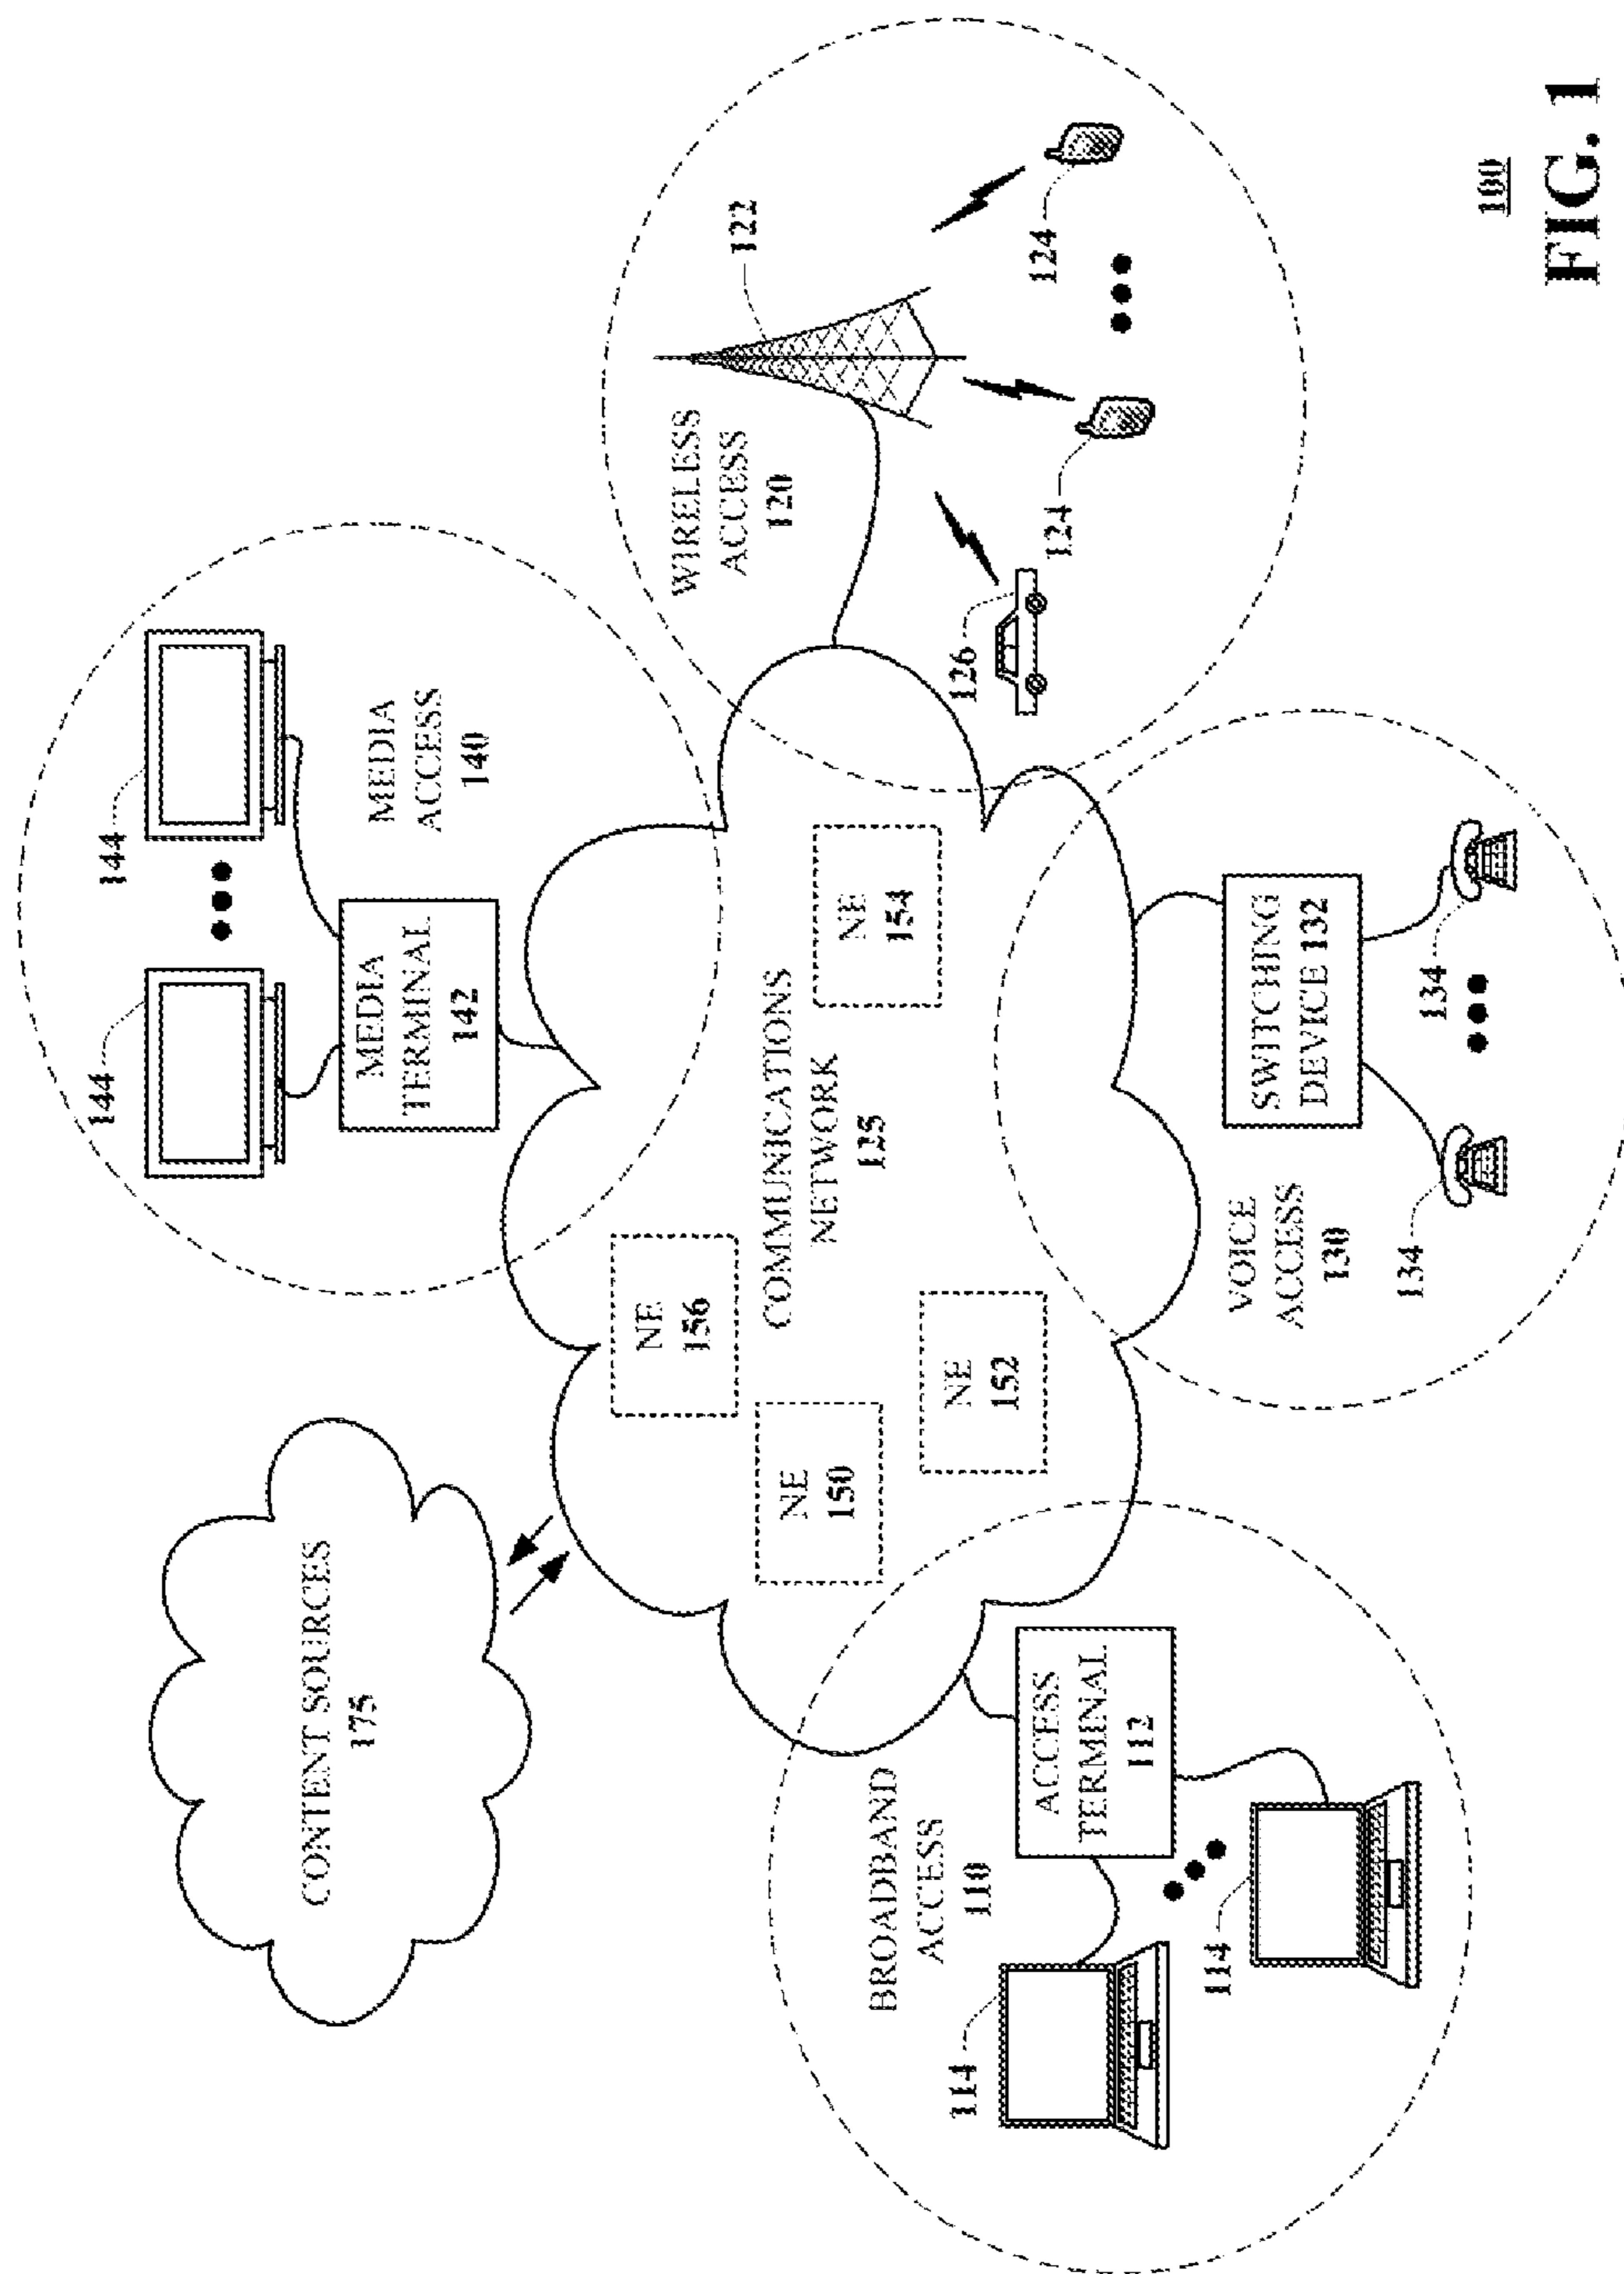 CONTENT SOURCES
175
144
144
MEDIA
TERMINAL
142
MEDIA
ACCESS
140
NE
156
NE
150
NE
152
NE
154
COMMUNICATIONS
NETWORK
125
WIRELESS
ACCESS
120
122
126
124
124
BROADBAND
ACCESS
110
ACCESS
TERMINAL
112
114
114
VOICE
ACCESS
130
SWITCHING
DEVICE 132
134
134
100
FIG. 1